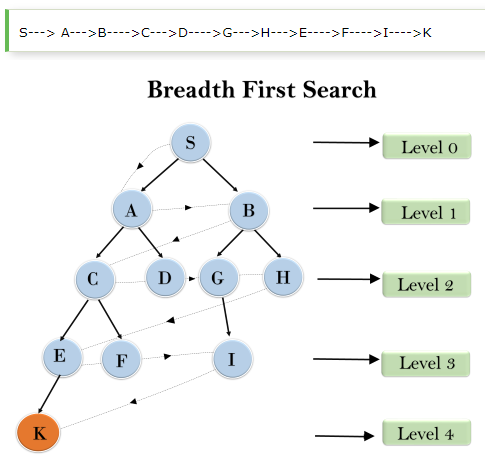 S---> A--->B---->C--->D---->G--->H--->E---->F---->I---->K
Breadth First Search
S
Level 0
A
B
Level 1
C
D
G
H
Level 2
E
F
I
Level 3
K
Level 4